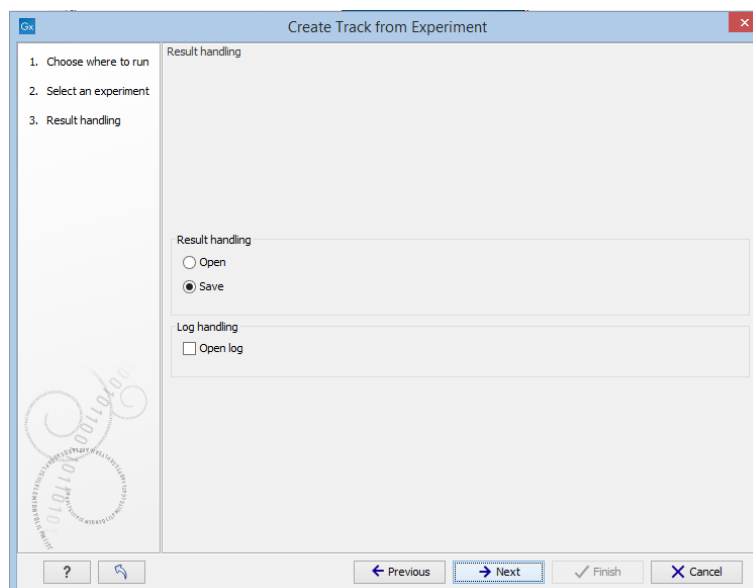 Gx
Create Track from Experiment
1. Choose where to run
2. Select an experiment
3. Result handling
Result handling
Result handling
Open
Save
Log handling
Open log
?
Previous
Next
Finish
Cancel